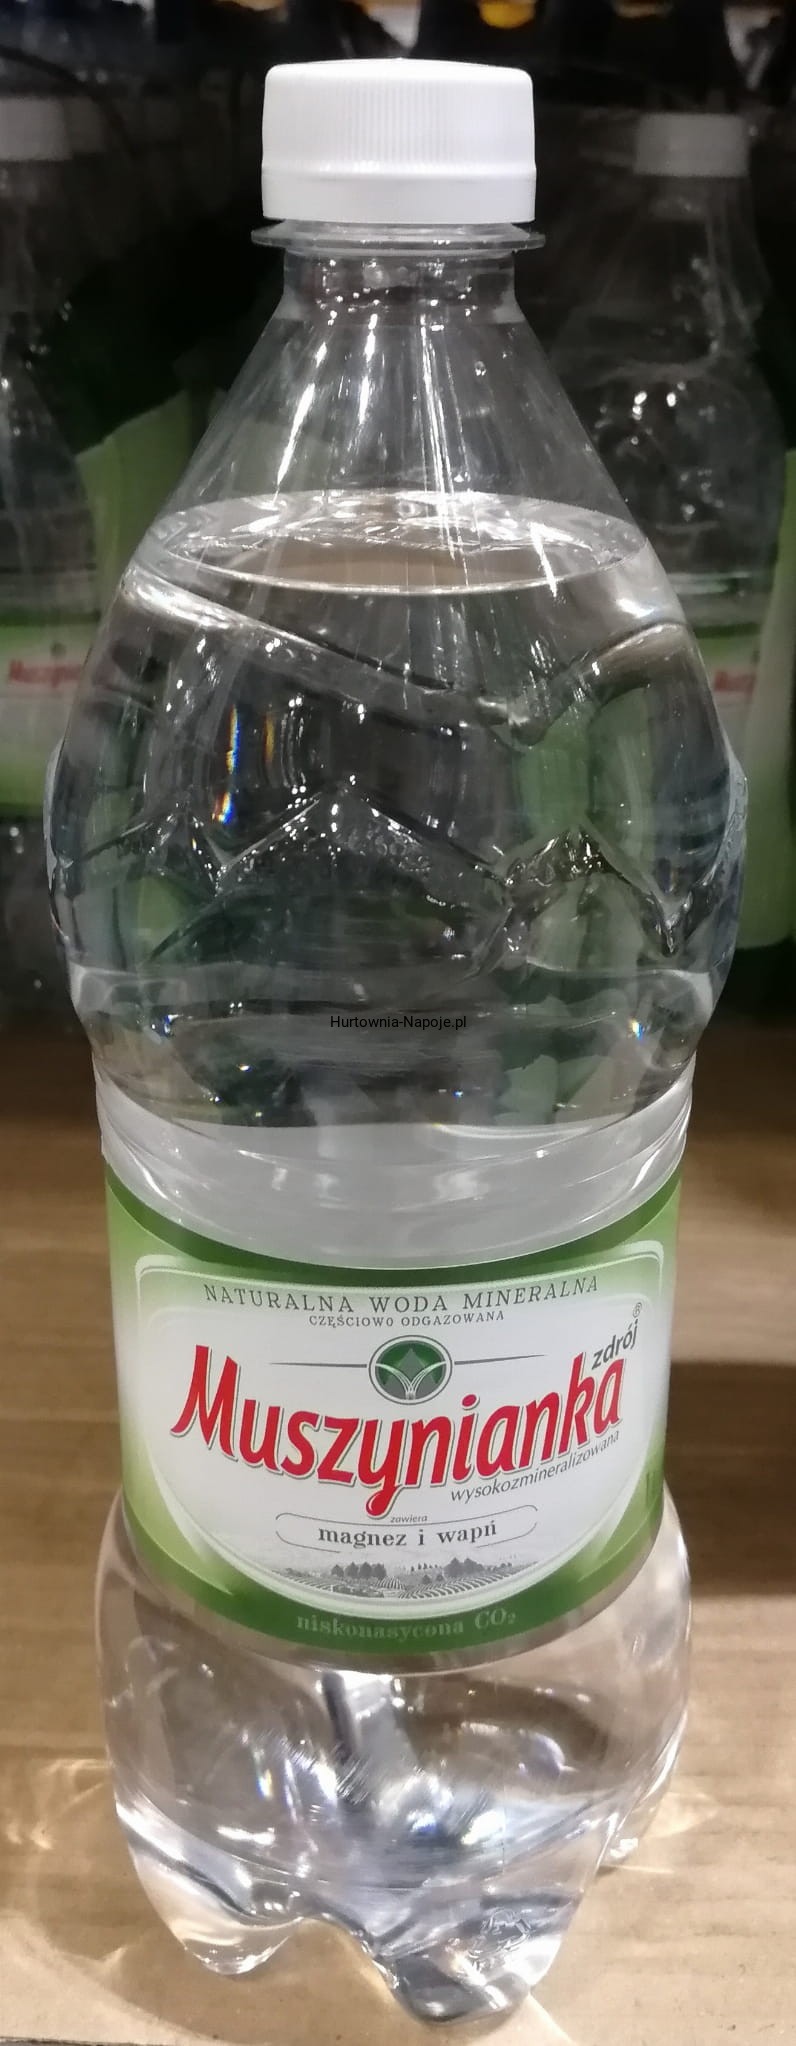 Hurtownia-Napoje.pl
NATURALNA WODA MINERALNA
CZĘŚCIOWO ODGAZOWANA
zdrój®
Muszynianka
wysokozmineralizowana
zawiera
magnez i wapń
niskonasycona CO₂